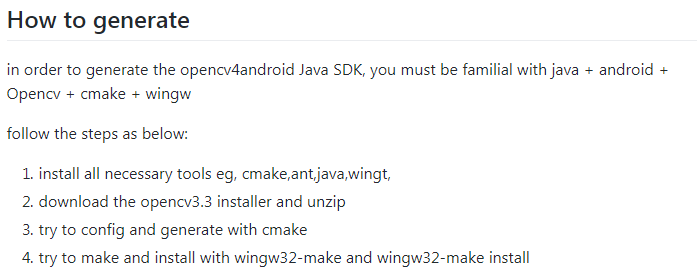 How to generate
in order to generate the opencv4android Java SDK, you must be familial with java + android +
Opencv + cmake + wingw
follow the steps as below:
1. install all necessary tools eg, cmake,ant,java,wingt,
2. download the opencv3.3 installer and unzip
3. try to config and generate with cmake
4. try to make and install with wingw32-make and wingw32-make install